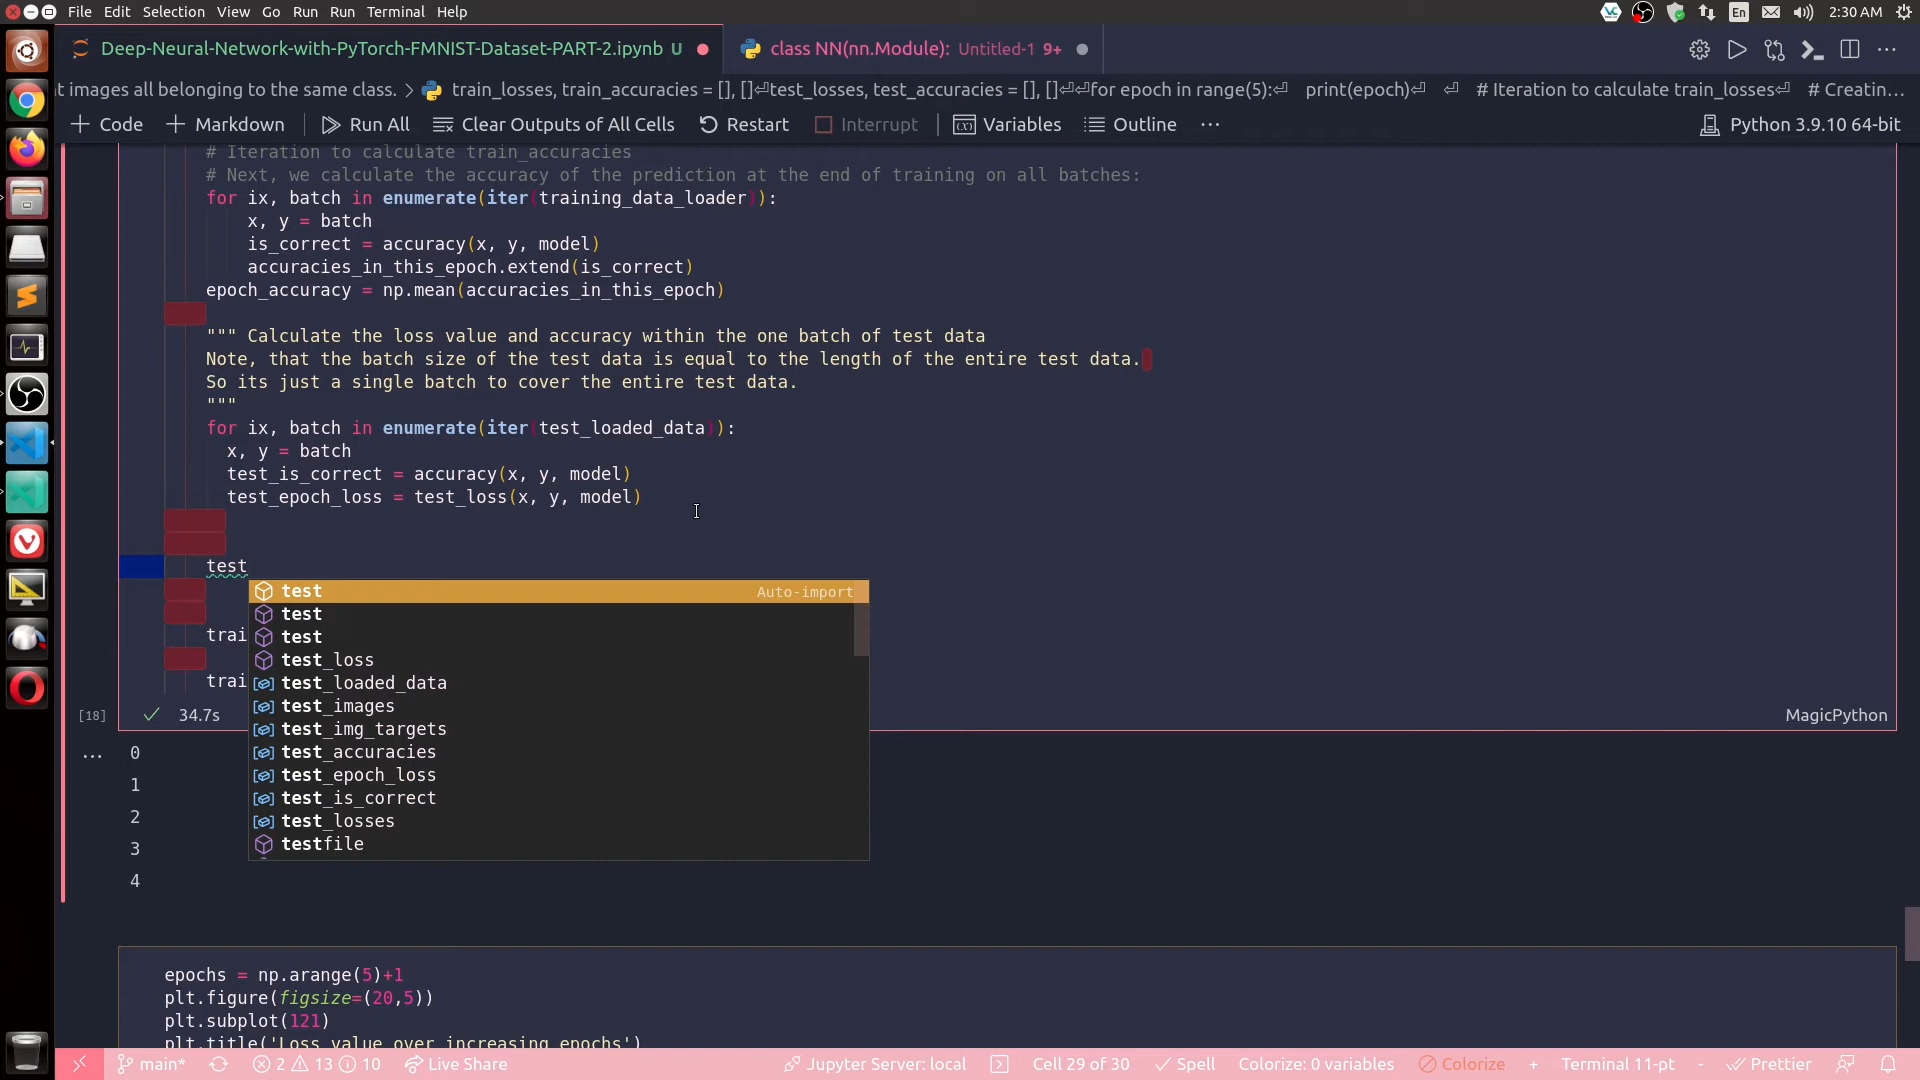 File Edit Selection View Go Run Run Terminal Help
En 2:30 AM
Deep-Neural-Network-with-PyTorch-FMNIST-Dataset-PART-2.ipynb U
class NN(nn.Module): Untitled-1 9+
t images all belonging to the same class. > train_losses, train_accuracies = [], []⏎test_losses, test_accuracies = [], []⏎⏎for epoch in range(5):⏎ print(epoch)⏎ ⏎ # Iteration to calculate train_losses⏎ # Creatin…
+ Code + Markdown Run All Clear Outputs of All Cells Restart Interrupt Variables Outline ··· Python 3.9.10 64-bit
# Iteration to calculate train_accuracies
# Next, we calculate the accuracy of the prediction at the end of training on all batches:
for ix, batch in enumerate(iter(training_data_loader)):
x, y = batch
is_correct = accuracy(x, y, model)
accuracies_in_this_epoch.extend(is_correct)
epoch_accuracy = np.mean(accuracies_in_this_epoch)
""" Calculate the loss value and accuracy within the one batch of test data
Note, that the batch size of the test data is equal to the length of the entire test data.
So its just a single batch to cover the entire test data.
"""
for ix, batch in enumerate(iter(test_loaded_data)):
x, y = batch
test_is_correct = accuracy(x, y, model)
test_epoch_loss = test_loss(x, y, model)
test
test Auto-import
test
test
trai
test_loss
test_loaded_data
trai
test_images
[18] 34.7s MagicPython
test_img_targets
... 0
test_accuracies
test_epoch_loss
1
test_is_correct
2
test_losses
3
testfile
4
epochs = np.arange(5)+1
plt.figure(figsize=(20,5))
plt.subplot(121)
plt.title('Loss value over increasing epochs')
main* 2 13 10 Live Share Jupyter Server: local Cell 29 of 30 Spell Colorize: 0 variables Colorize + Terminal 11-pt - Prettier